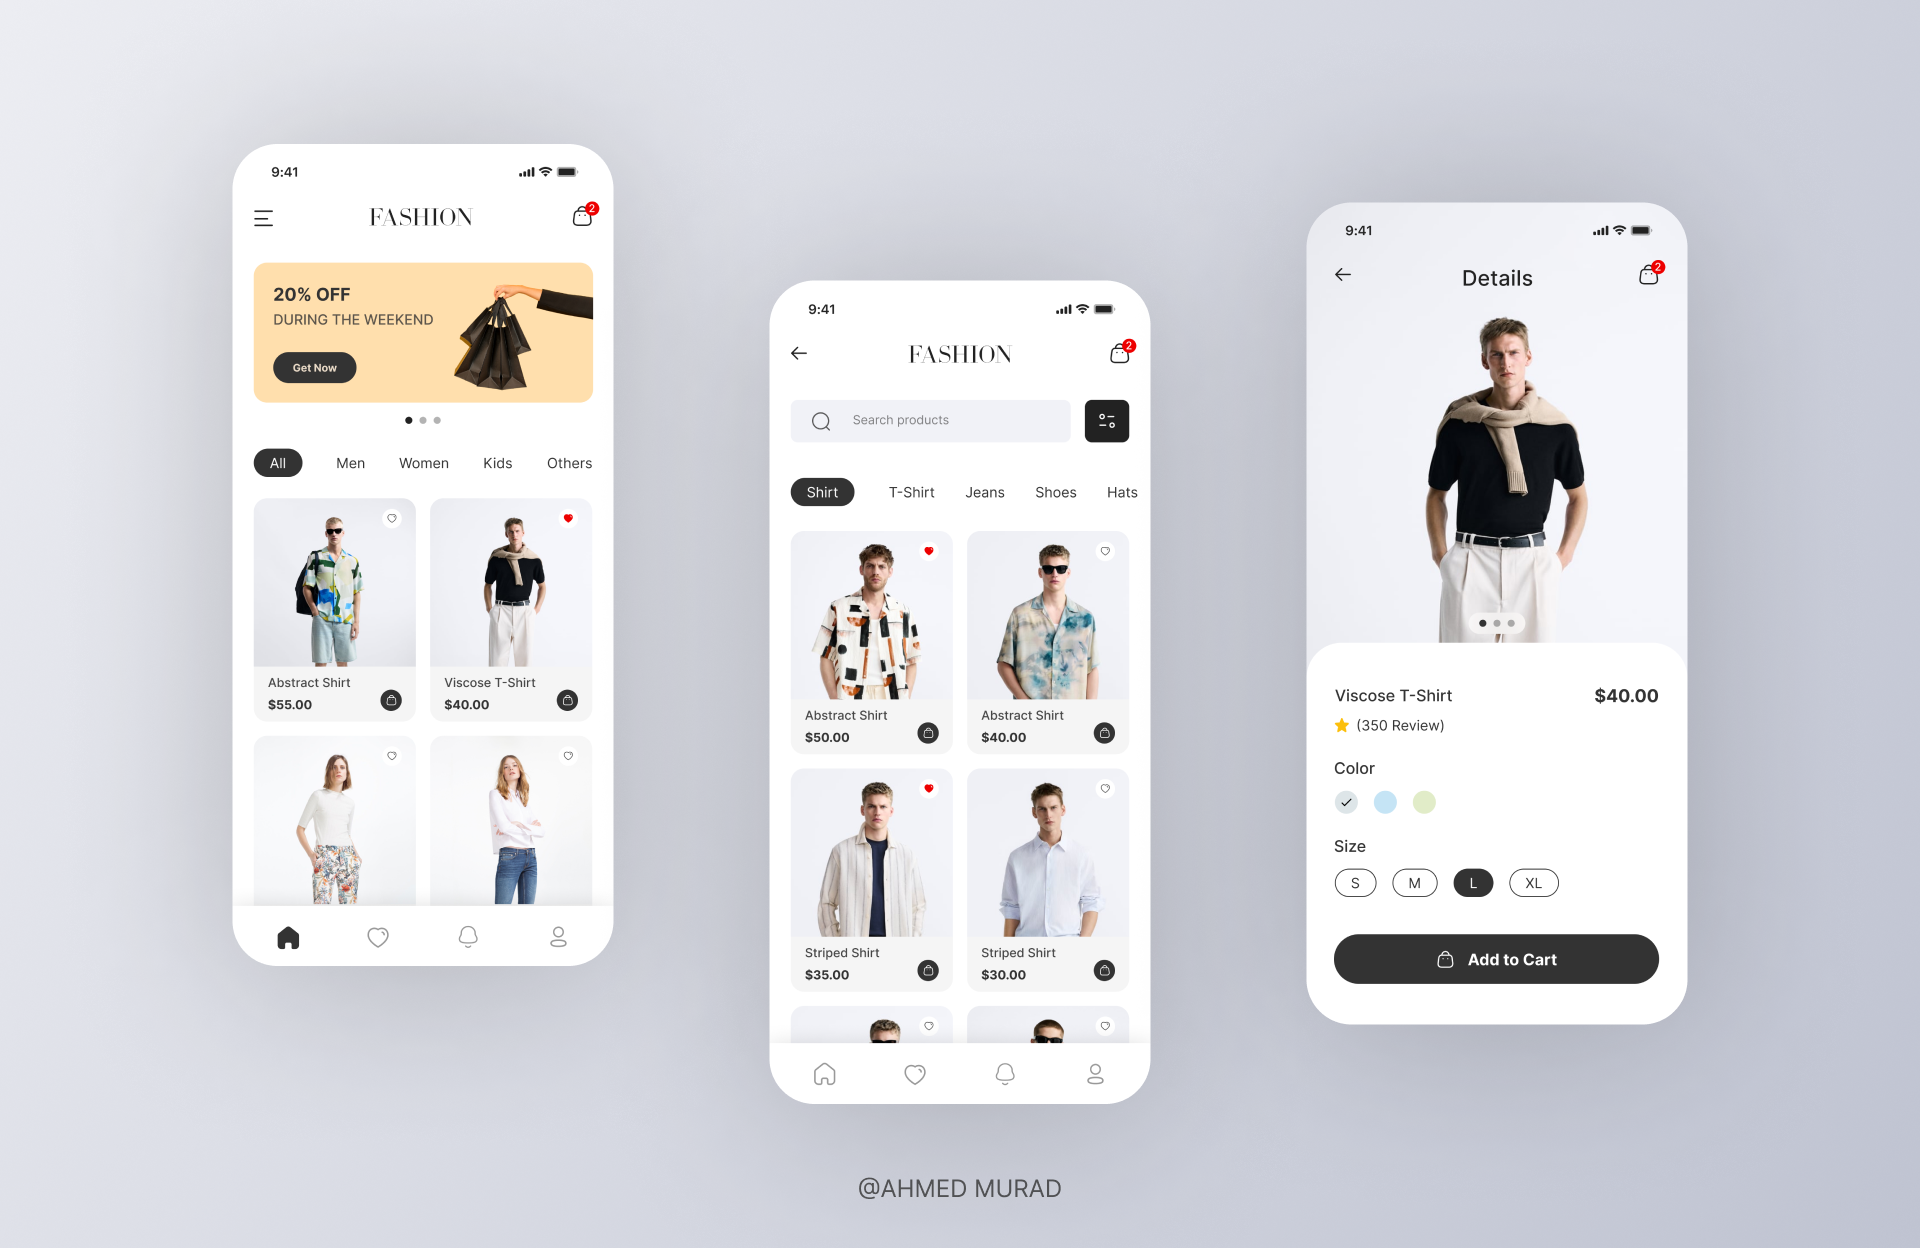 9:41
FASHION
2
20% OFF
DURING THE WEEKEND
Get Now
All Men Women Kids Others
Abstract Shirt
$55.00
Viscose T-Shirt
$40.00
9:41
FASHION
2
Search products
Shirt T-Shirt Jeans Shoes Hats
Abstract Shirt
$50.00
Abstract Shirt
$40.00
Striped Shirt
$35.00
Striped Shirt
$30.00
9:41
Details
2
Viscose T-Shirt
$40.00
(350 Review)
Color
Size
S M L XL
Add to Cart
@AHMED MURAD